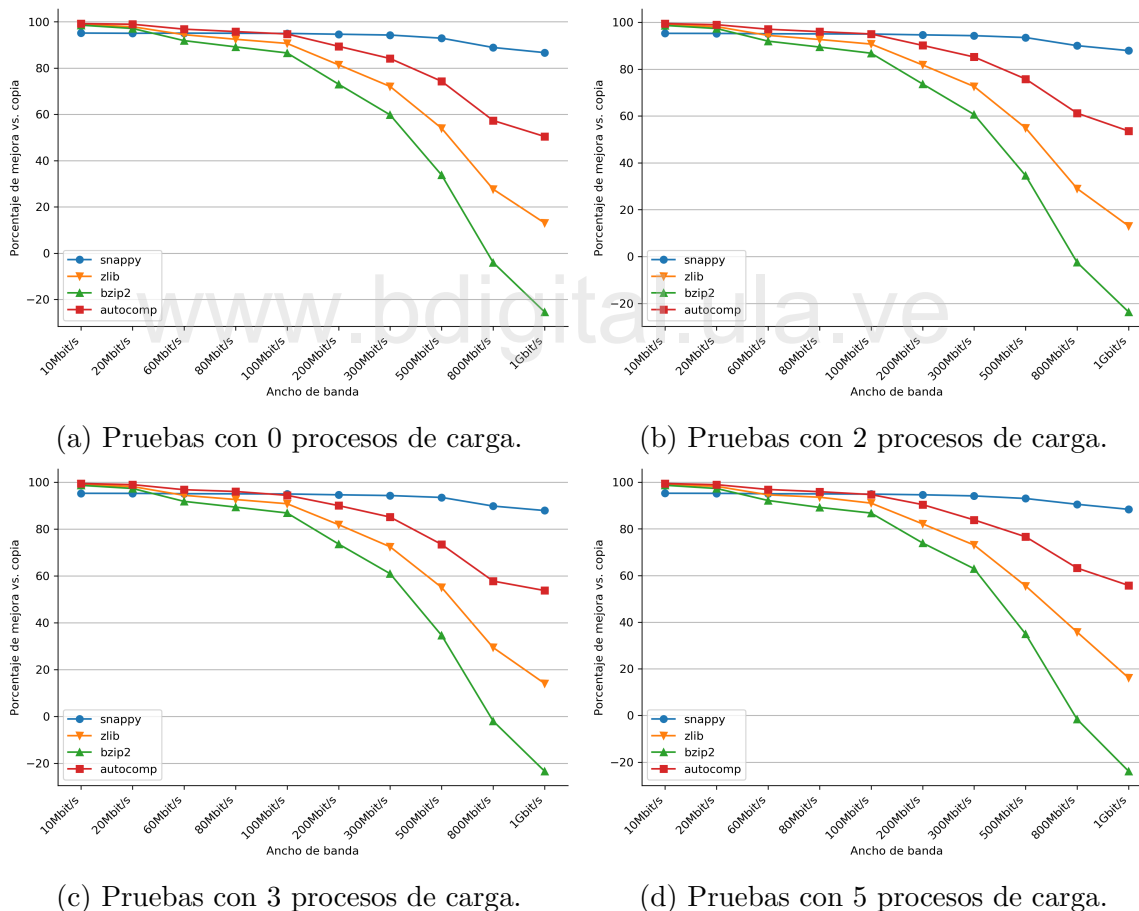 Porcentaje de mejora vs. copia
100
80
60
40
20
0
−20
snappy
zlib
bzip2
autocomp
10Mbit/s
20Mbit/s
60Mbit/s
80Mbit/s
100Mbit/s
200Mbit/s
300Mbit/s
500Mbit/s
800Mbit/s
1Gbit/s
Ancho de banda
(a) Pruebas con 0 procesos de carga.
Porcentaje de mejora vs. copia
100
80
60
40
20
0
−20
snappy
zlib
bzip2
autocomp
10Mbit/s
20Mbit/s
60Mbit/s
80Mbit/s
100Mbit/s
200Mbit/s
300Mbit/s
500Mbit/s
800Mbit/s
1Gbit/s
Ancho de banda
(b) Pruebas con 2 procesos de carga.
www.bdigital.ula.ve
Porcentaje de mejora vs. copia
100
80
60
40
20
0
−20
snappy
zlib
bzip2
autocomp
10Mbit/s
20Mbit/s
60Mbit/s
80Mbit/s
100Mbit/s
200Mbit/s
300Mbit/s
500Mbit/s
800Mbit/s
1Gbit/s
Ancho de banda
(c) Pruebas con 3 procesos de carga.
Porcentaje de mejora vs. copia
100
80
60
40
20
0
−20
snappy
zlib
bzip2
autocomp
10Mbit/s
20Mbit/s
60Mbit/s
80Mbit/s
100Mbit/s
200Mbit/s
300Mbit/s
500Mbit/s
800Mbit/s
1Gbit/s
Ancho de banda
(d) Pruebas con 5 procesos de carga.